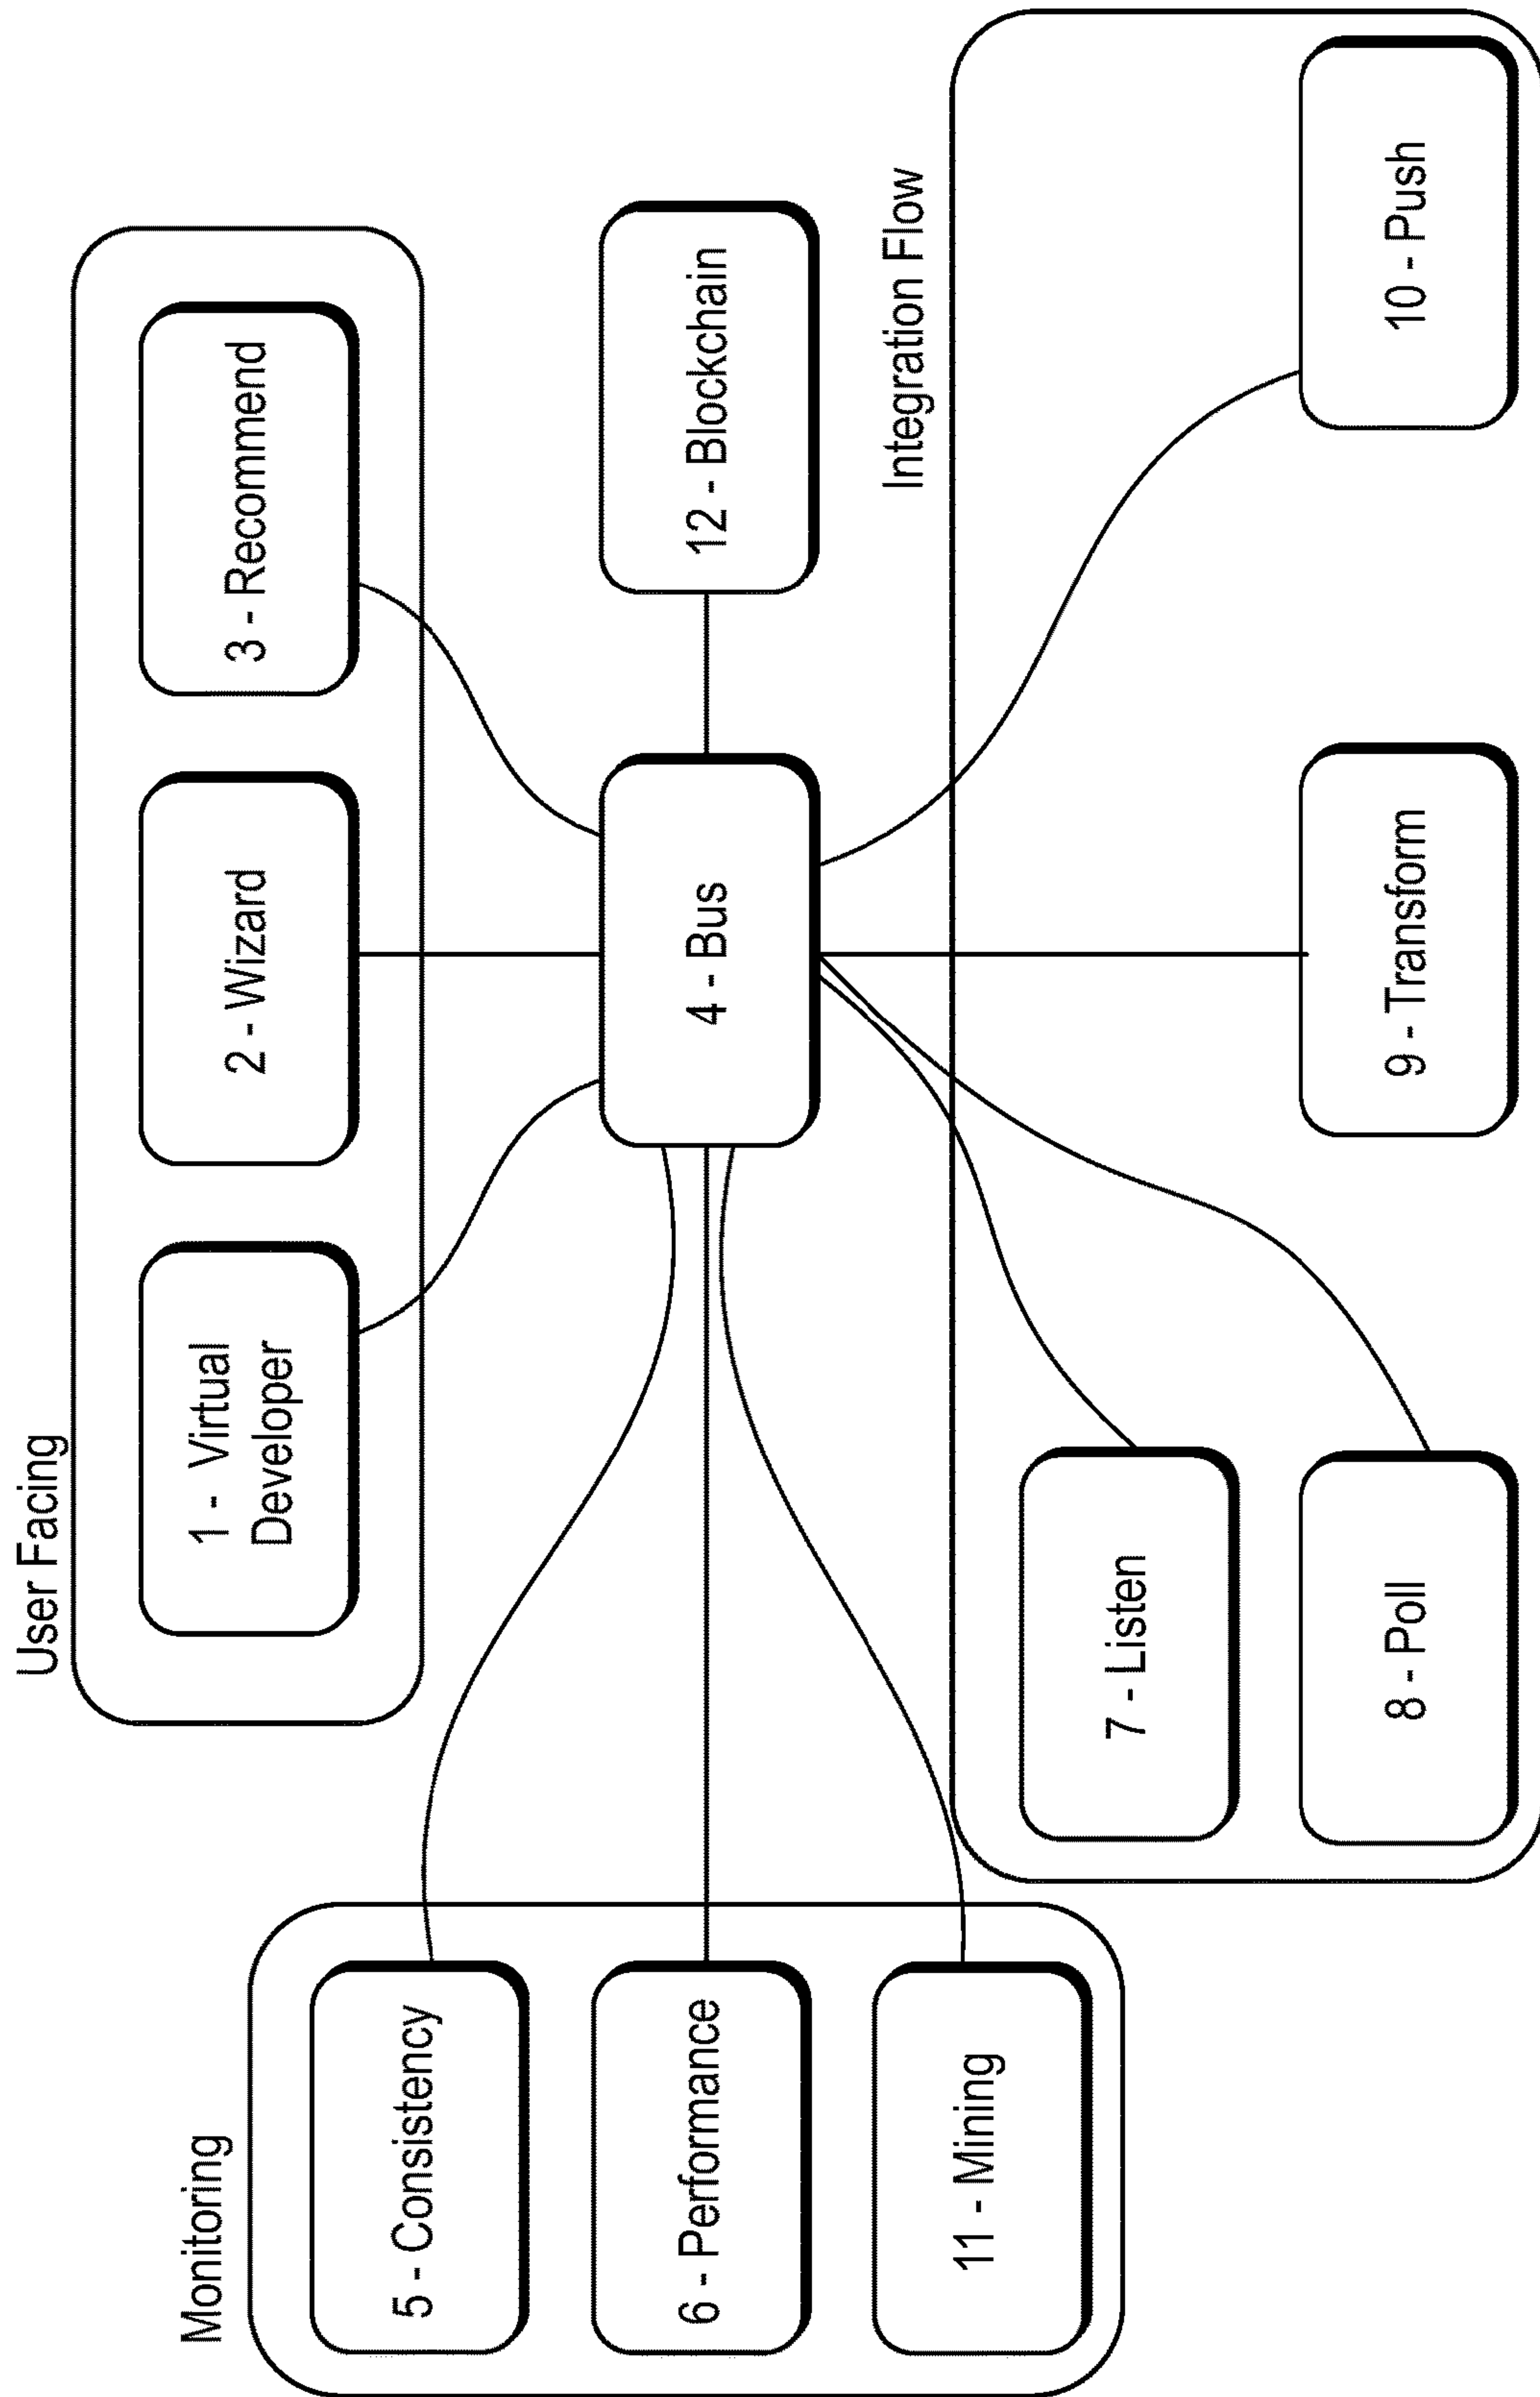 User Facing
1 - Virtual
Developer
2 - Wizard
3 - Recommend
Monitoring
5 - Consistency
6 - Performance
11 - Mining
4 - Bus
12 - Blockchain
Integration Flow
7 - Listen
8 - Poll
9 - Transform
10 - Push